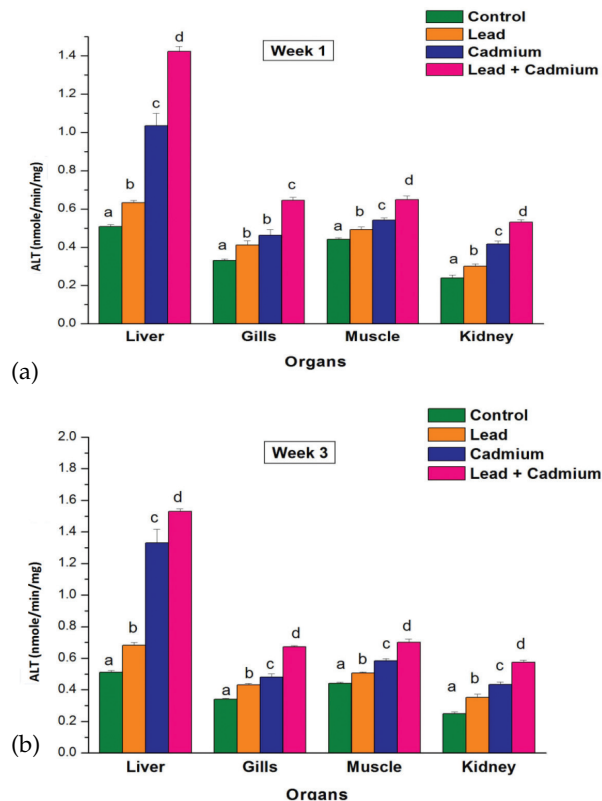 Control
Lead
Cadmium
Lead + Cadmium
Week 1
ALT (nmole/min/mg)
1.4
1.2
1.0
0.8
0.6
0.4
0.2
0.0
a b c d
a b b c
a b c d
a b c d
Liver Gills Muscle Kidney
Organs
(a)
Control
Lead
Cadmium
Lead + Cadmium
Week 3
ALT (nmole/min/mg)
2.0
1.8
1.6
1.4
1.2
1.0
0.8
0.6
0.4
0.2
0.0
a b c d
a b c d
a b c d
a b c d
Liver Gills Muscle Kidney
Organs
(b)